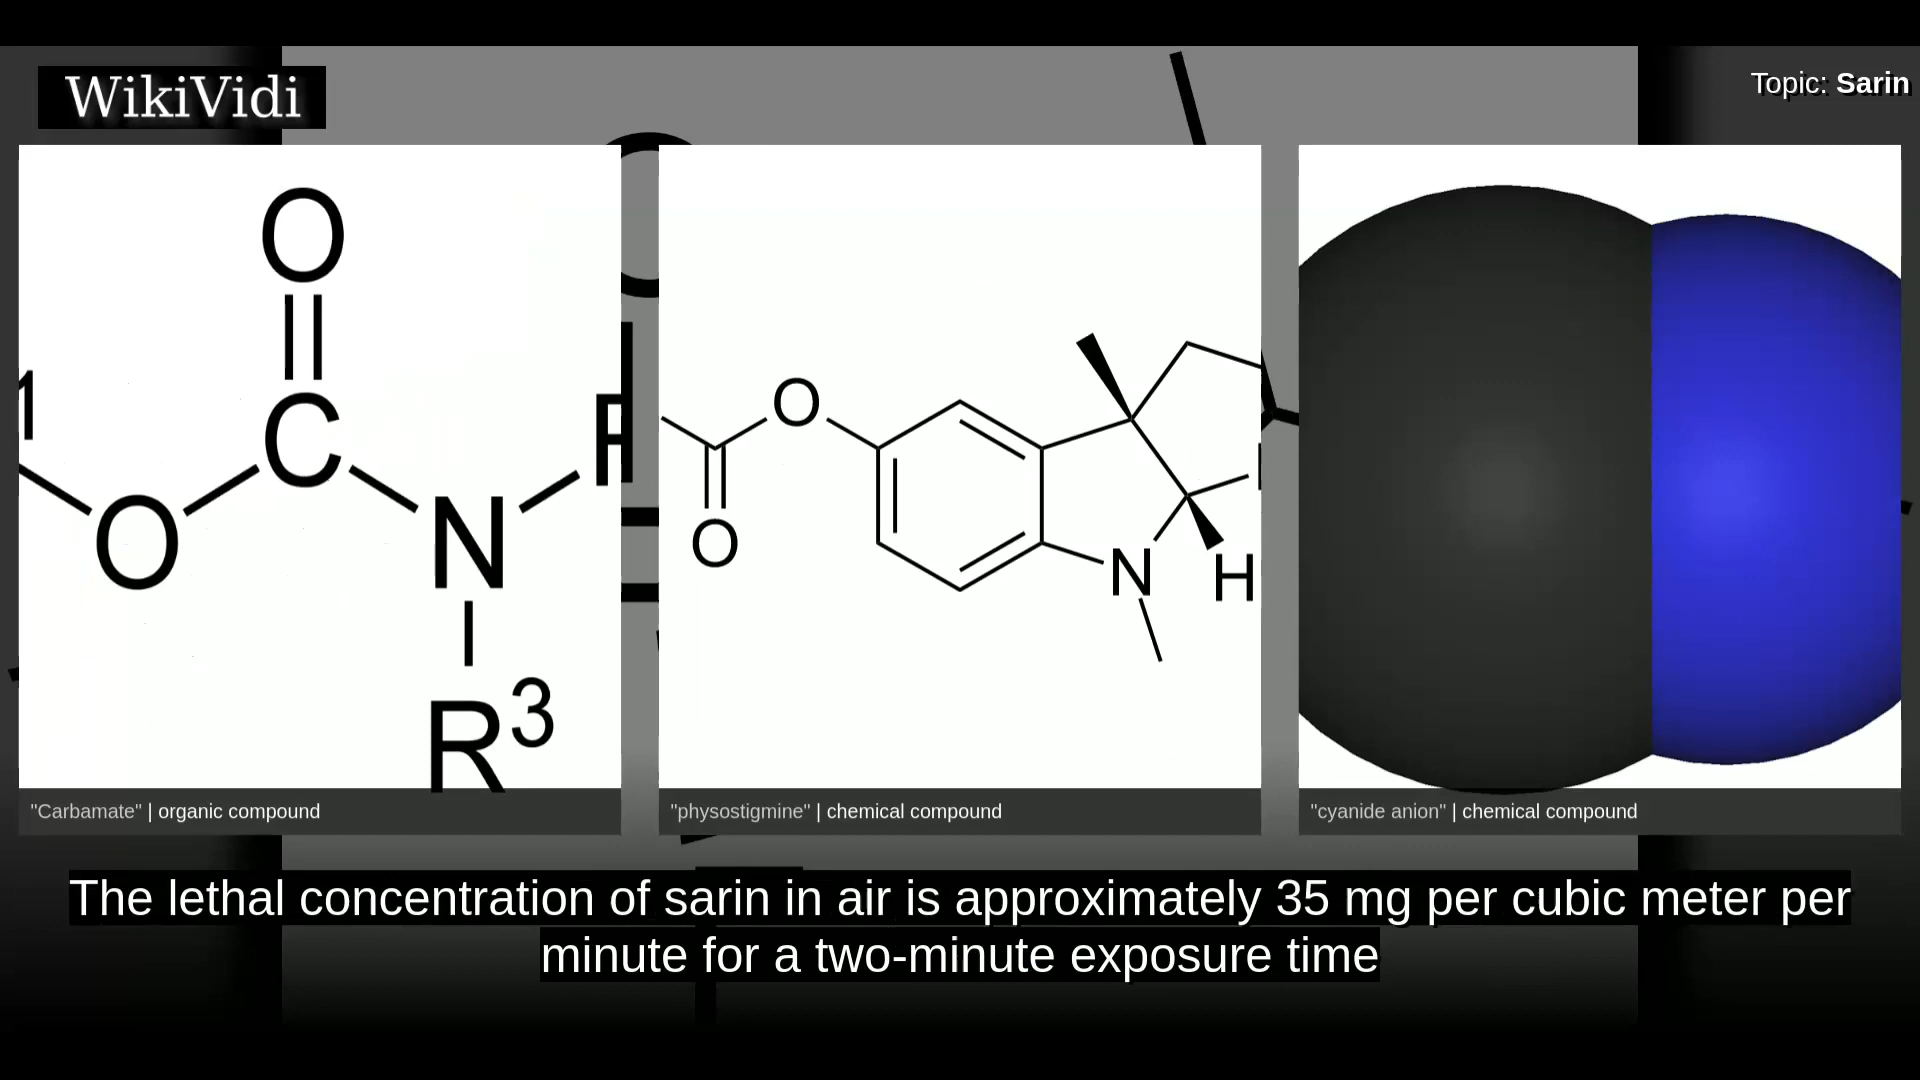 WikiVidi
Topic: Sarin
O
1
C
O
N
R
R3
O
O
N
H
"Carbamate" | organic compound
"physostigmine" | chemical compound
"cyanide anion" | chemical compound
The lethal concentration of sarin in air is approximately 35 mg per cubic meter per
minute for a two-minute exposure time